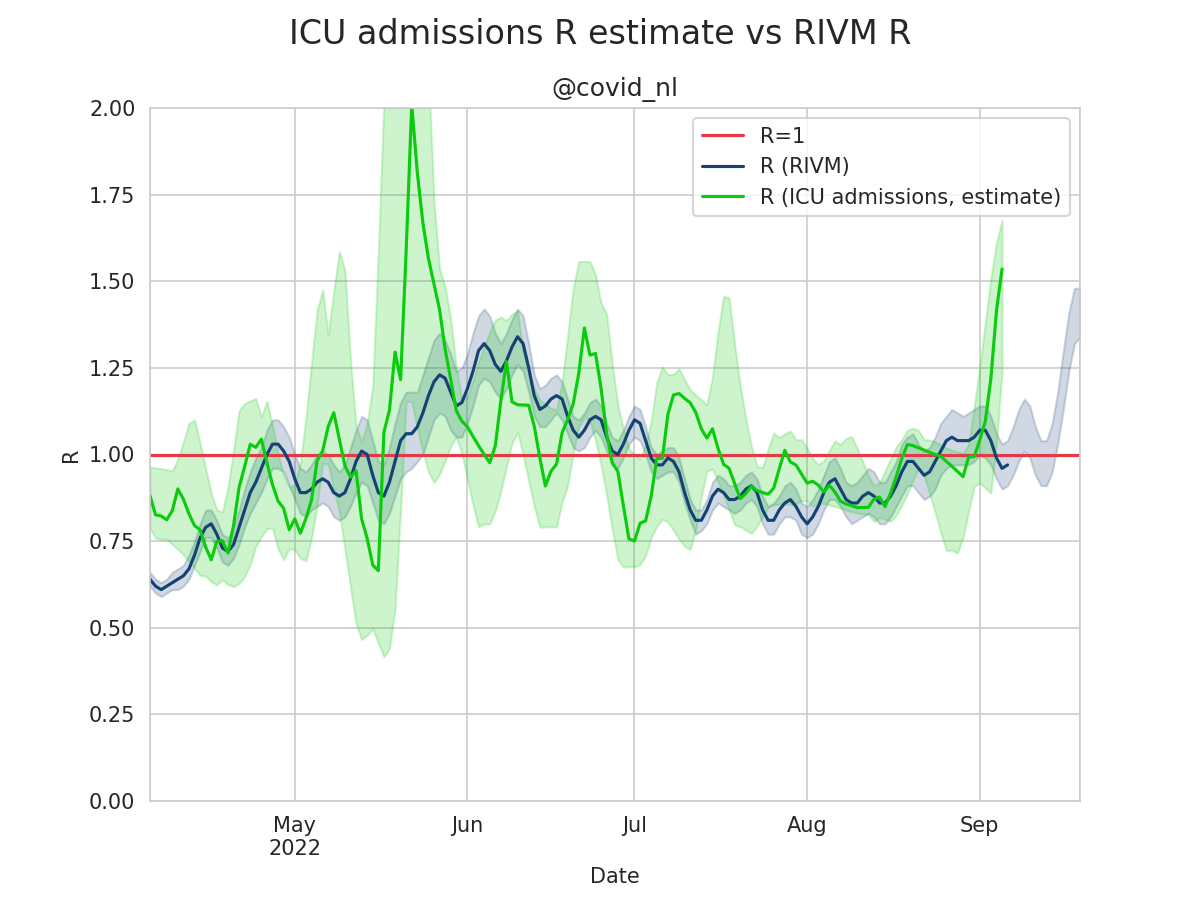 ICU admissions R estimate vs RIVM R
@covid_nl
R=1
R (RIVM)
R (ICU admissions, estimate)
2.00
1.75
1.50
1.25
1.00
0.75
0.50
0.25
0.00
R
May
2022
Jun
Jul
Aug
Sep
Date